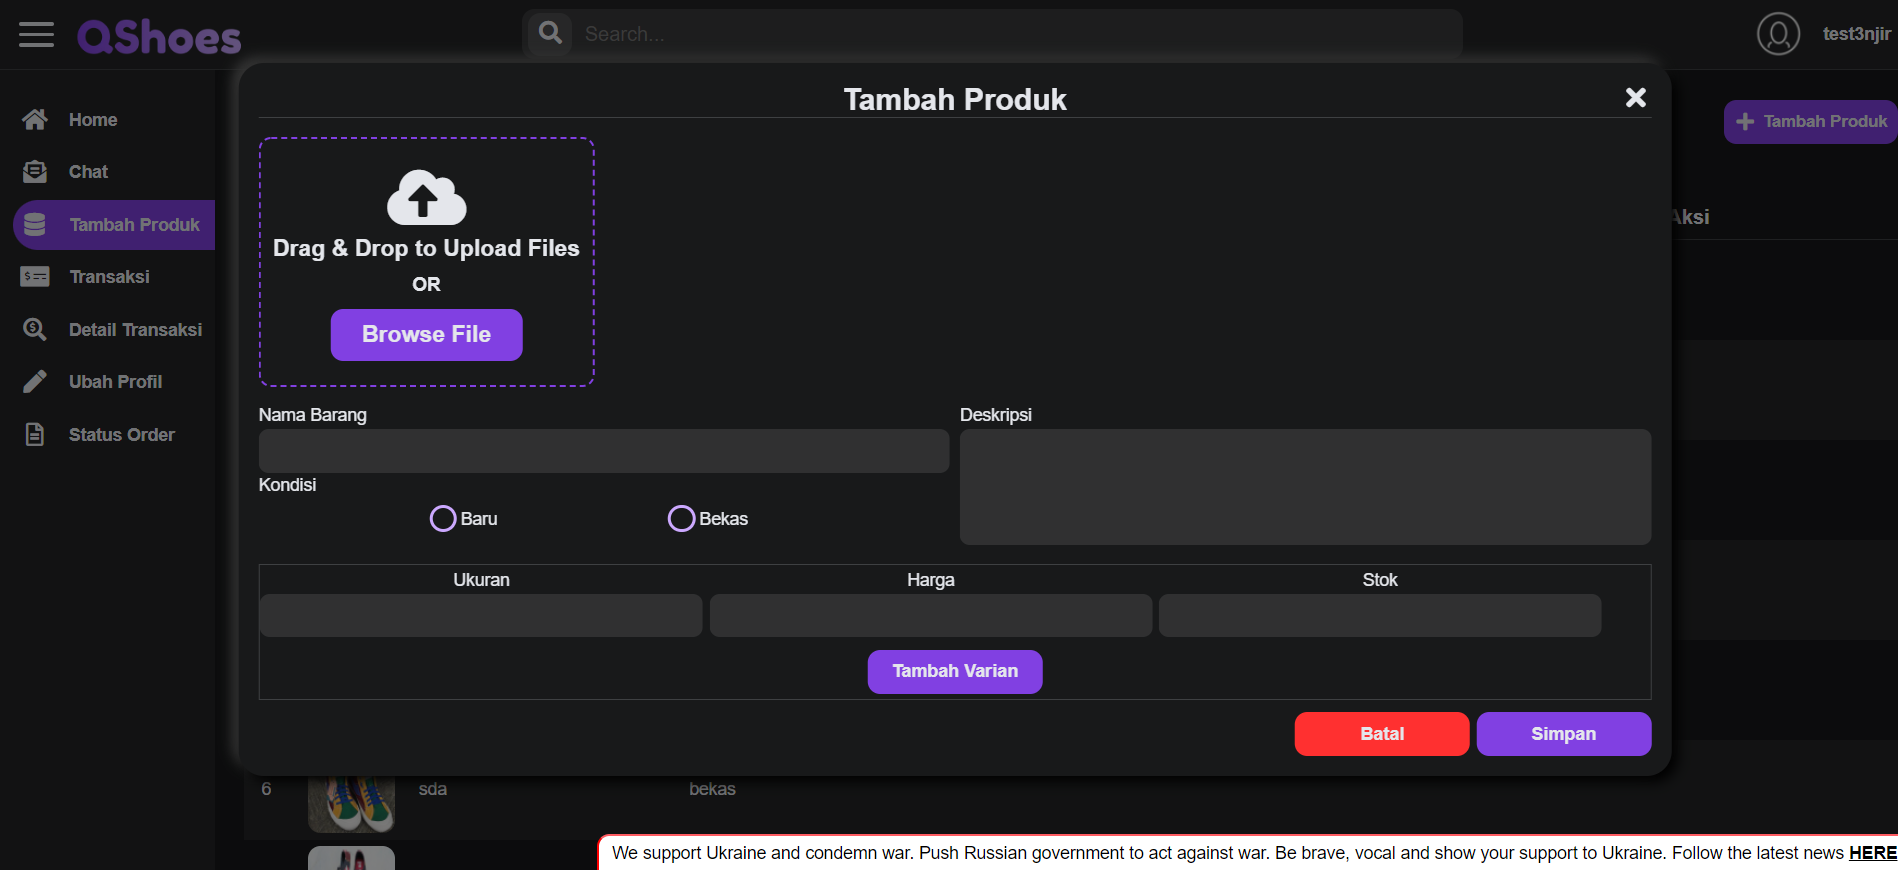 QShoes
Search...
test3njir
Home
Chat
Tambah Produk
Transaksi
Detail Transaksi
Ubah Profil
Status Order
Tambah Produk
Aksi
Tambah Produk
Drag & Drop to Upload Files
OR
Browse File
Nama Barang
Deskripsi
Kondisi
Baru
Bekas
Ukuran
Harga
Stok
Tambah Varian
Batal
Simpan
6
sda
bekas
We support Ukraine and condemn war. Push Russian government to act against war. Be brave, vocal and show your support to Ukraine. Follow the latest news HERE